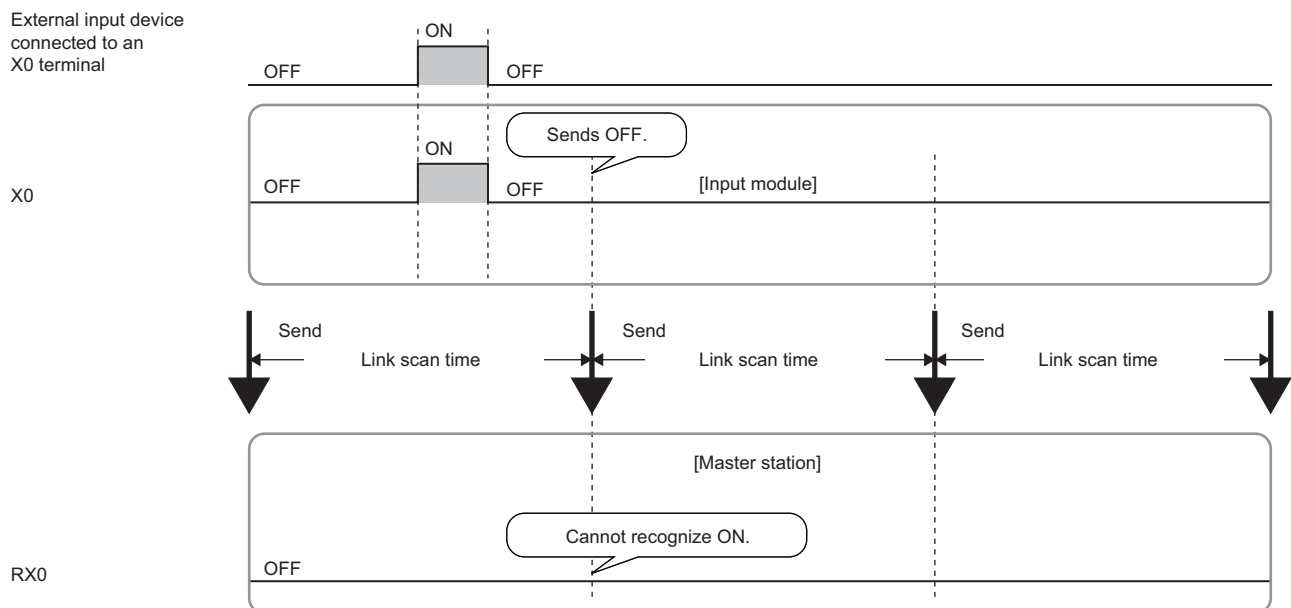 External input device
connected to an
X0 terminal
ON
OFF
OFF
Sends OFF.
ON
X0
OFF
OFF
[Input module]
Send
Send
Send
Link scan time
Link scan time
Link scan time
[Master station]
Cannot recognize ON.
RX0
OFF